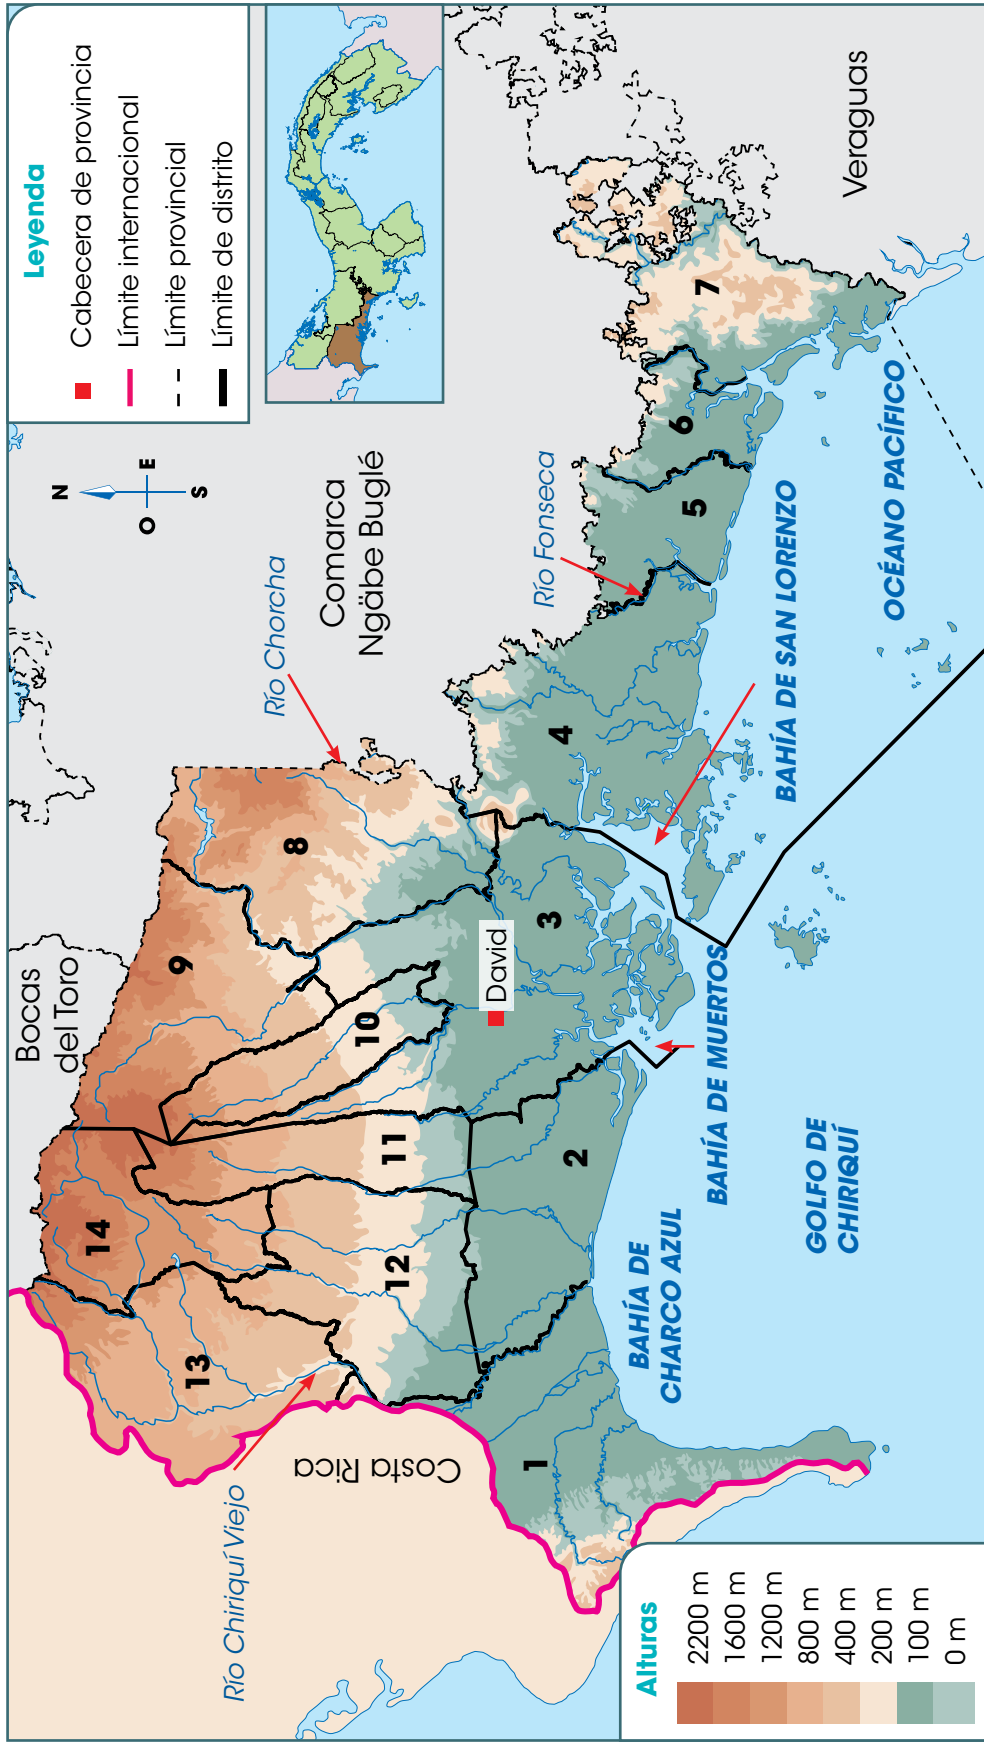 Leyenda
Cabecera de provincia
Límite internacional
Límite provincial
Límite de distrito
N
O
E
S
Bocas
del Toro
Comarca
Ngäbe Buglé
Veraguas
Costa Rica
Río Chorcha
Río Fonseca
Río Chiriquí Viejo
14
13
12
11
10
9
8
7
6
5
4
3
2
1
David
BAHÍA DE
CHARCO AZUL
BAHÍA DE MUERTOS
BAHÍA DE SAN LORENZO
GOLFO DE
CHIRIQUÍ
OCÉANO PACÍFICO
Alturas
2200 m
1600 m
1200 m
800 m
400 m
200 m
100 m
0 m